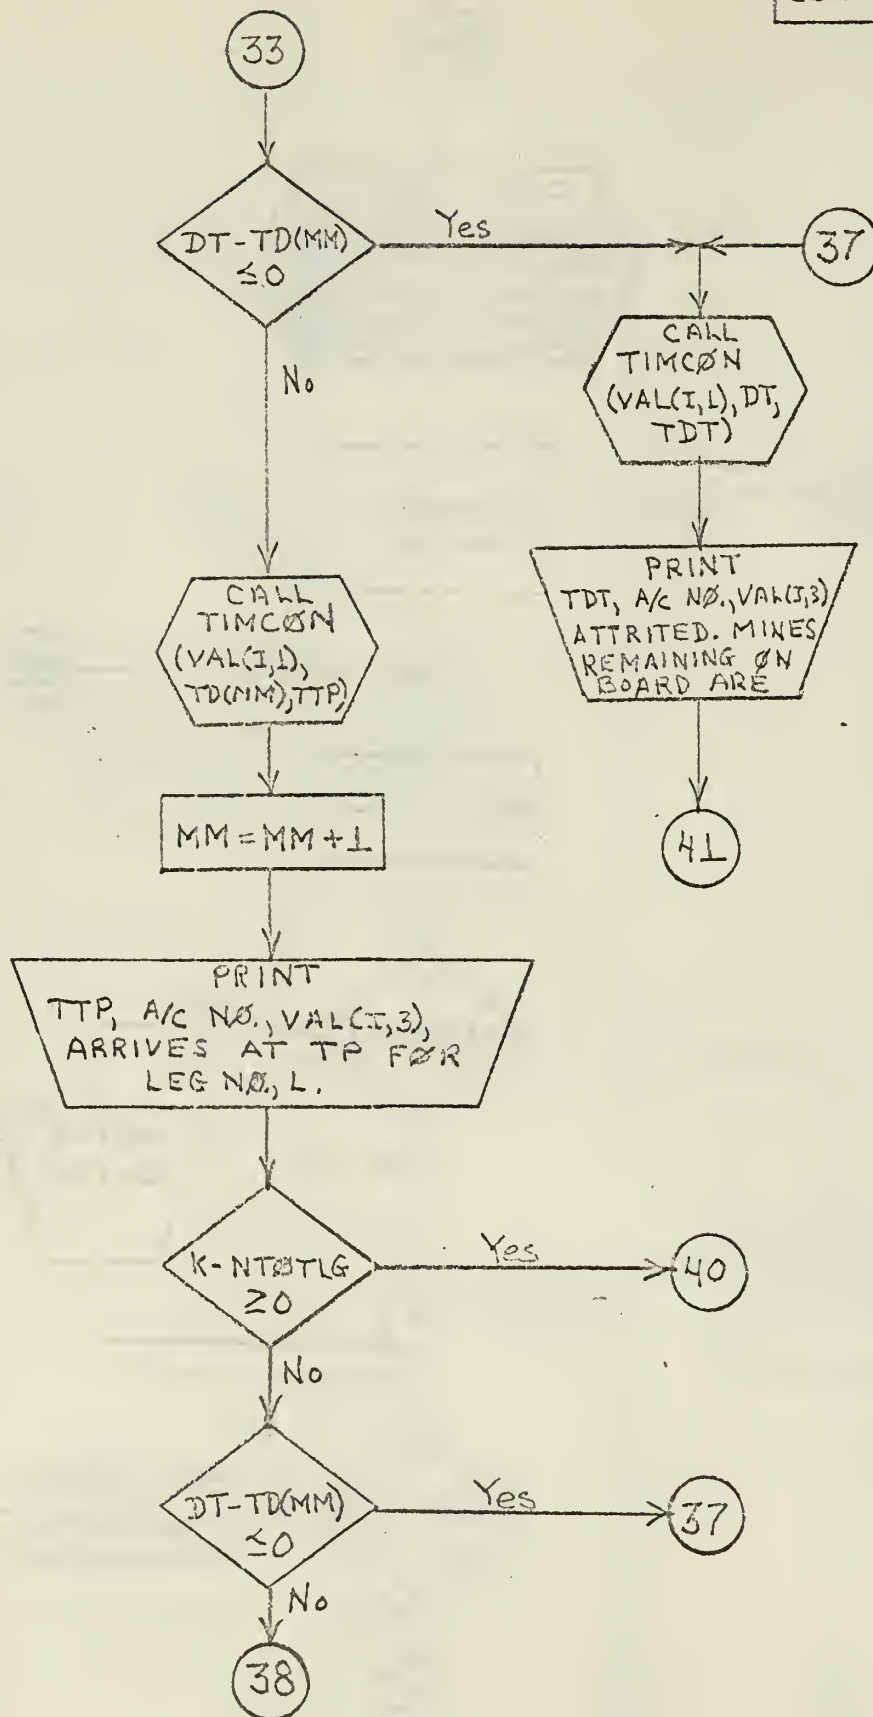 33
DT-TD(MM)
≤0
Yes
37
No
CALL
TIMCØN
(VAL(I,1),DT,
TDT)
PRINT
TDT, A/C NØ.,VAL(I,3)
ATTRITED. MINES
REMAINING ØN
BOARD ARE
41
CALL
TIMCØN
(VAL(I,1),
TD(MM),TTP)
MM=MM+1
PRINT
TTP, A/C NØ.,VAL(I,3),
ARRIVES AT TP FØR
LEG NØ., L.
K-NTØTLG
≥0
Yes
40
No
DT-TD(MM)
≤0
Yes
37
No
38